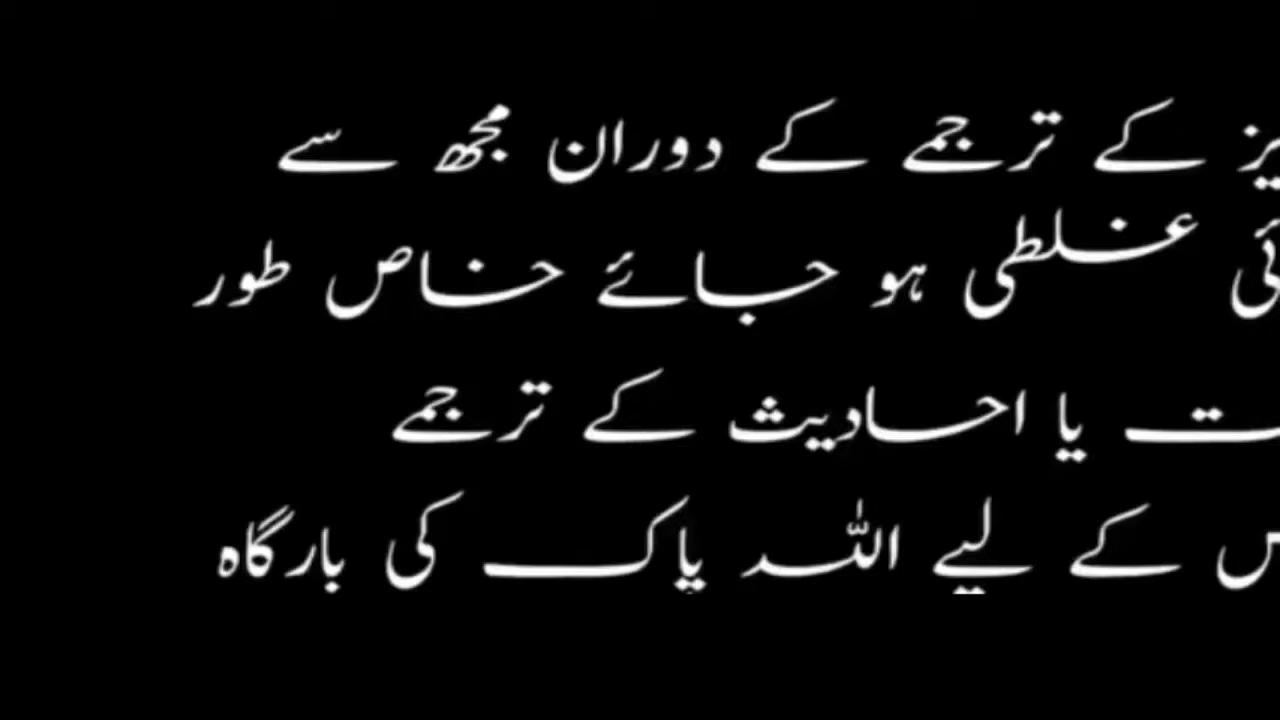 کے ترجمے کے دوران مجھ سے
غلطی ہو جائے خاص طور
یا احادیث کے ترجمے
کے لیے اللہ پاک کی بارگاہ